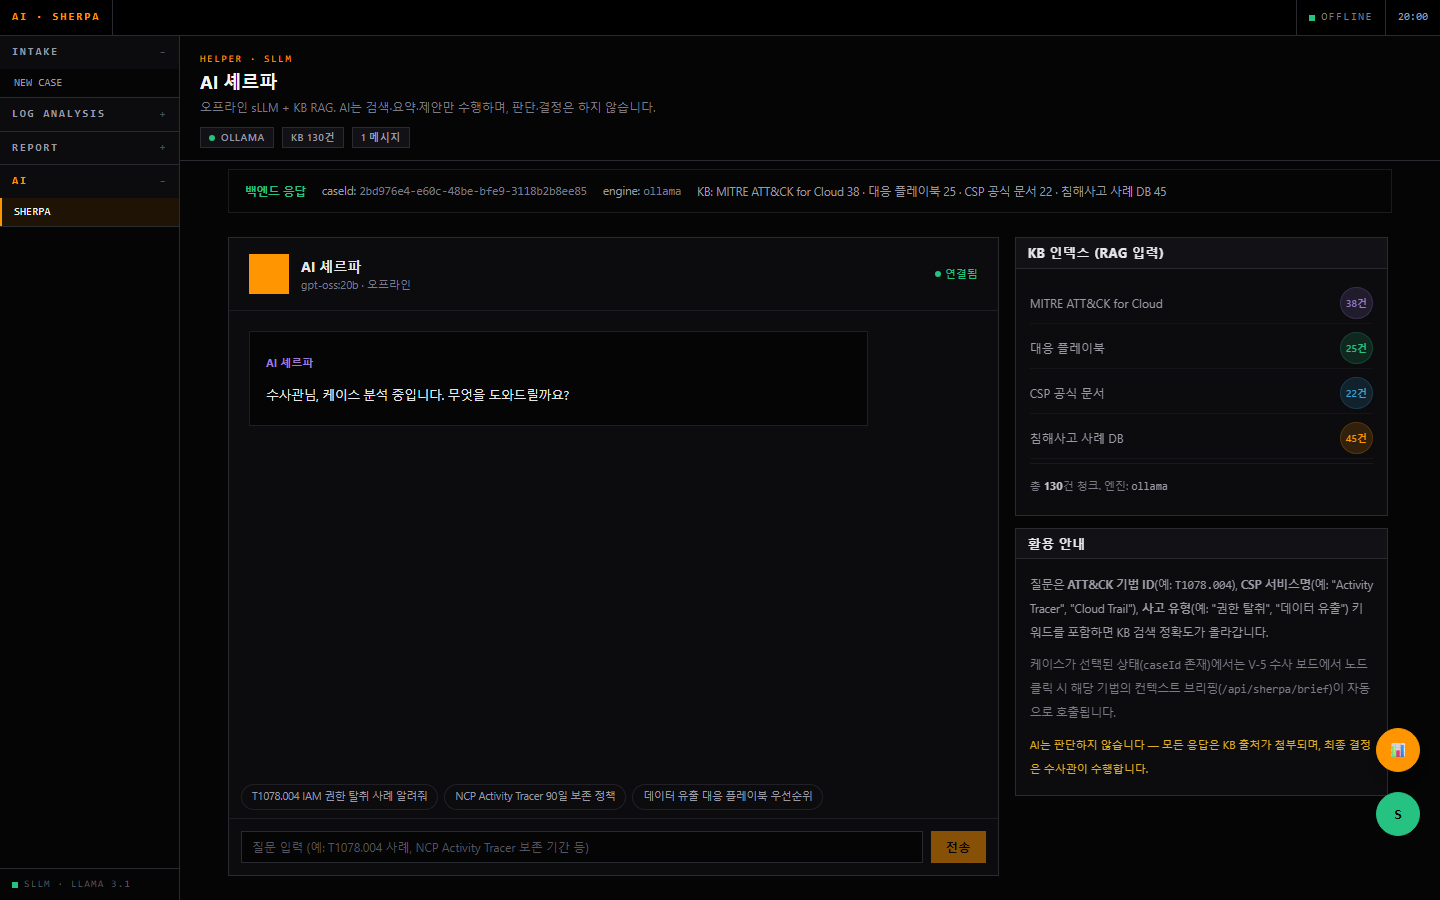 AI · SHERPA
OFFLINE
20:00
INTAKE −
NEW CASE
LOG ANALYSIS +
REPORT +
AI −
SHERPA
SLLM · LLAMA 3.1
HELPER · SLLM
AI 셰르파
오프라인 sLLM + KB RAG. AI는 검색·요약·제안만 수행하며, 판단·결정은 하지 않습니다.
OLLAMA
KB 130건
1 메시지
백엔드 응답 caseId: 2bd976e4-e60c-48be-bfe9-3118b2b8ee85 engine: ollama KB: MITRE ATT&CK for Cloud 38 · 대응 플레이북 25 · CSP 공식 문서 22 · 침해사고 사례 DB 45
AI 셰르파
gpt-oss:20b · 오프라인
연결됨
AI 셰르파
수사관님, 케이스 분석 중입니다. 무엇을 도와드릴까요?
T1078.004 IAM 권한 탈취 사례 알려줘
NCP Activity Tracer 90일 보존 정책
데이터 유출 대응 플레이북 우선순위
질문 입력 (예: T1078.004 사례, NCP Activity Tracer 보존 기간 등)
전송
KB 인덱스 (RAG 입력)
MITRE ATT&CK for Cloud 38건
대응 플레이북 25건
CSP 공식 문서 22건
침해사고 사례 DB 45건
총 130건 청크. 엔진: ollama
활용 안내
질문은 ATT&CK 기법 ID(예: T1078.004), CSP 서비스명(예: "Activity
Tracer", "Cloud Trail"), 사고 유형(예: "권한 탈취", "데이터 유출") 키
워드를 포함하면 KB 검색 정확도가 올라갑니다.
케이스가 선택된 상태(caseId 존재)에서는 V-5 수사 보드에서 노드
클릭 시 해당 기법의 컨텍스트 브리핑(/api/sherpa/brief)이 자동
으로 호출됩니다.
AI는 판단하지 않습니다 — 모든 응답은 KB 출처가 첨부되며, 최종 결정
은 수사관이 수행합니다.
S